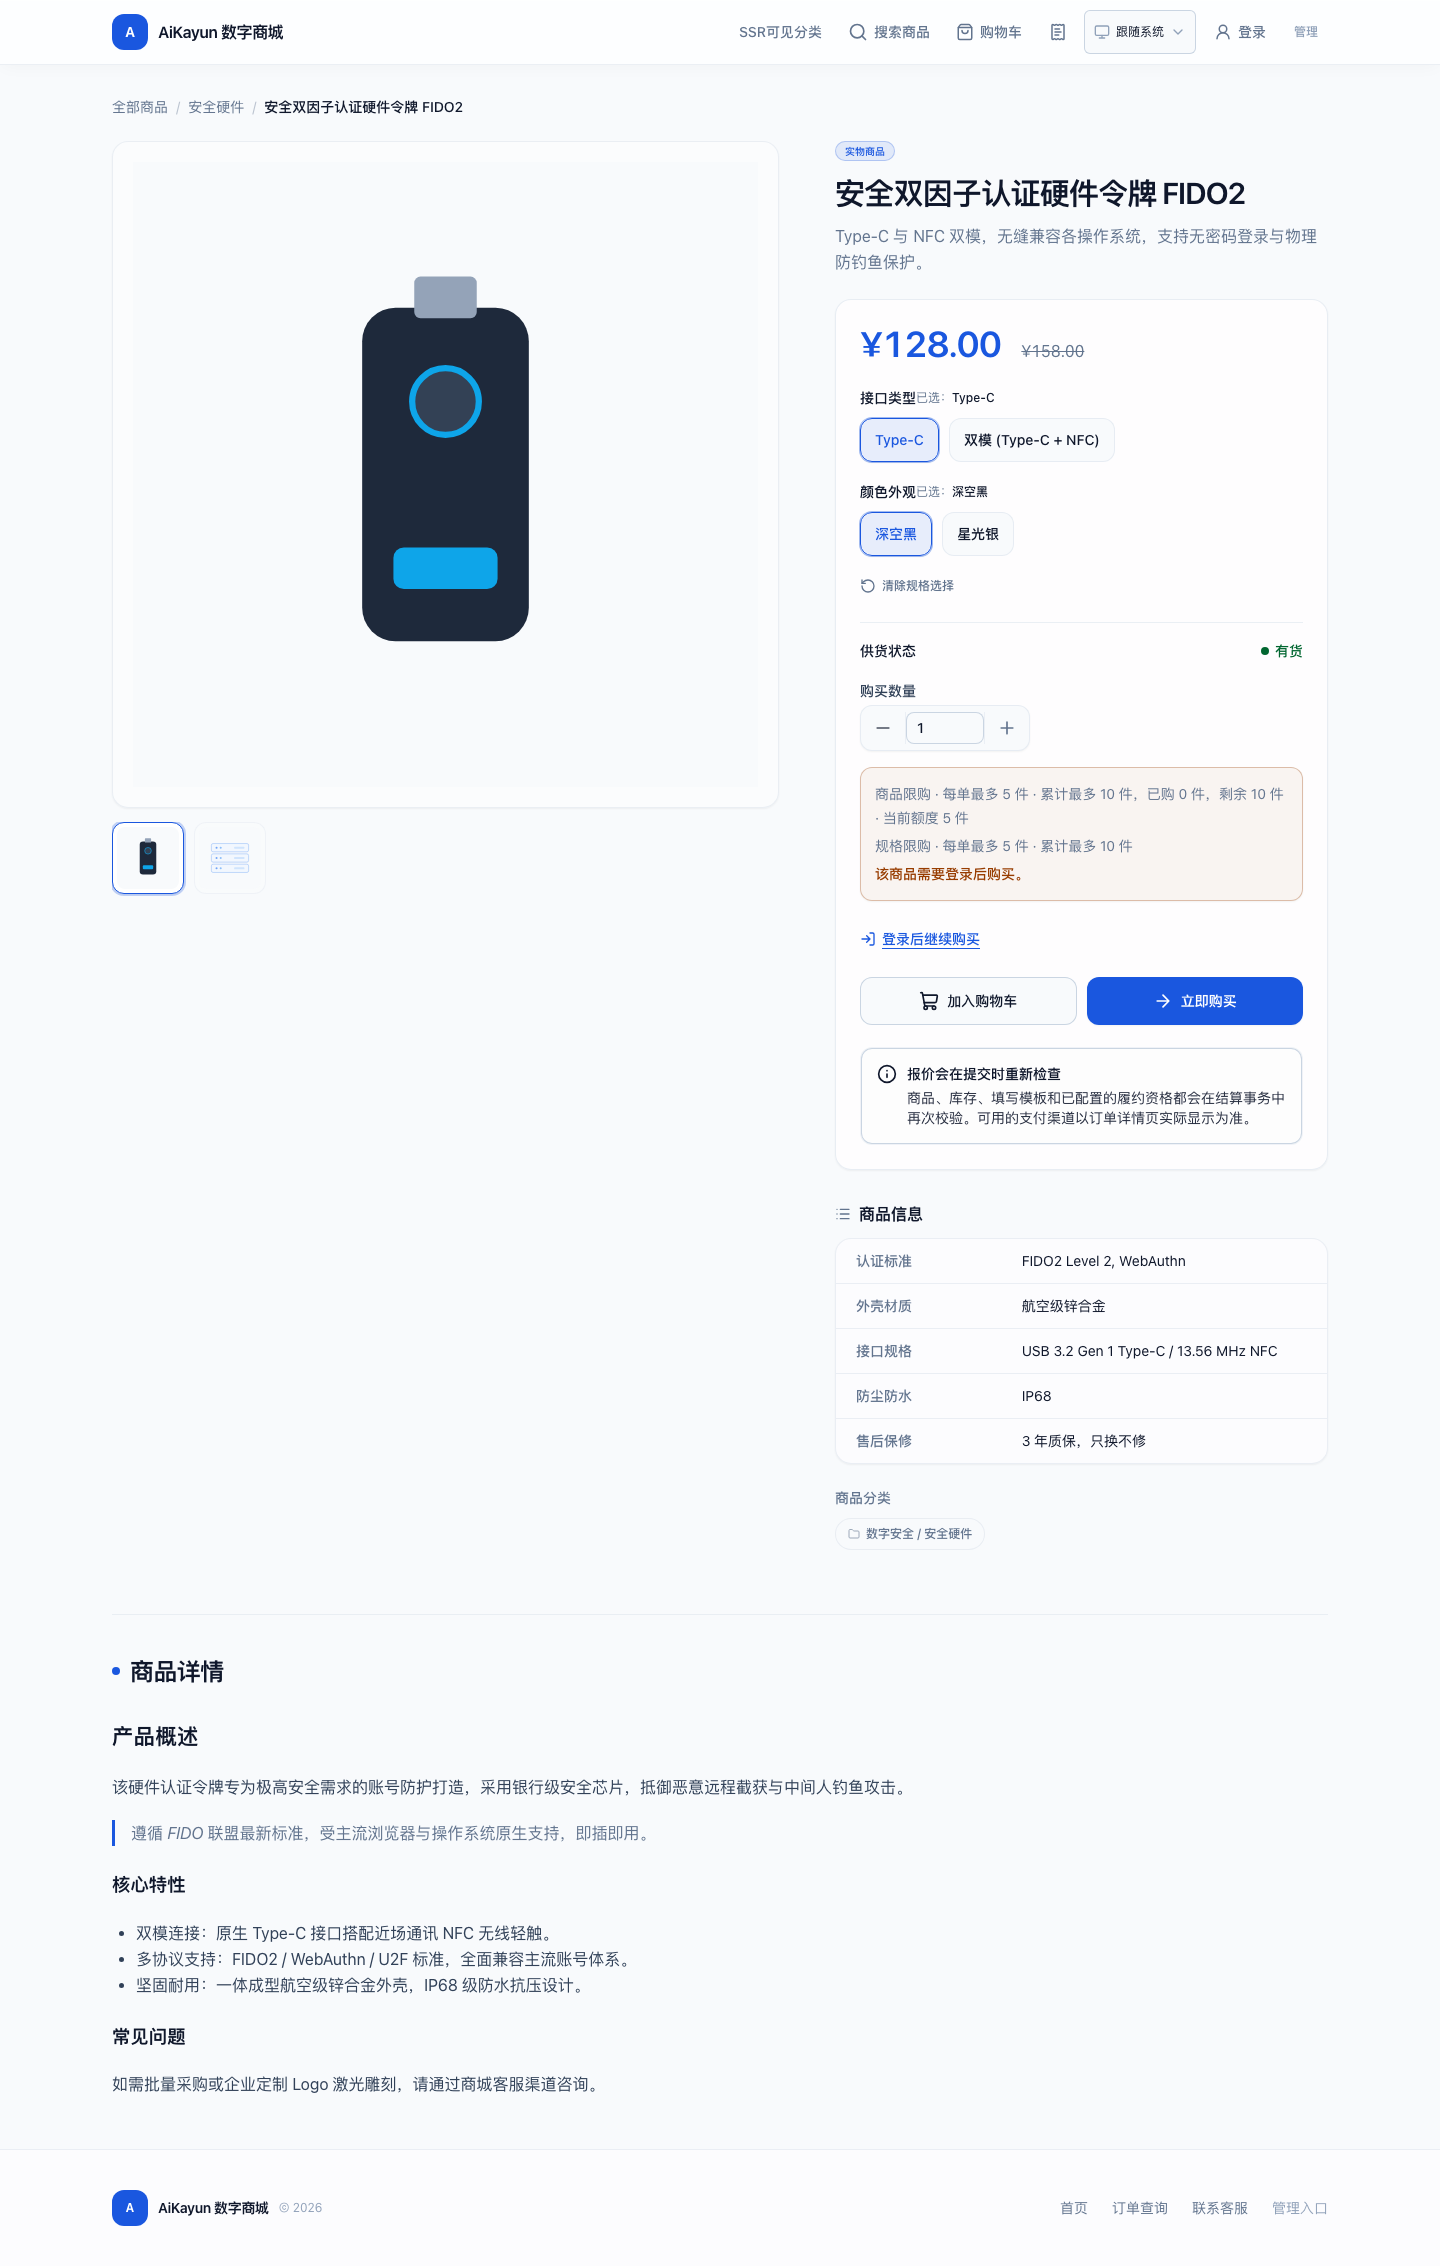 A AiKayun 数字商城 SSR可见分类 搜索商品 购物车 跟随系统 登录 管理
全部商品 / 安全硬件 / 安全双因子认证硬件令牌 FIDO2
实物商品
安全双因子认证硬件令牌 FIDO2
Type-C 与 NFC 双模，无缝兼容各操作系统，支持无密码登录与物理
防钓鱼保护。
¥128.00 ¥158.00
接口类型已选： Type-C
Type-C 双模 (Type-C + NFC)
颜色外观已选： 深空黑
深空黑 星光银
清除规格选择
供货状态 有货
购买数量
1
商品限购 · 每单最多 5 件 · 累计最多 10 件，已购 0 件，剩余 10 件
· 当前额度 5 件
规格限购 · 每单最多 5 件 · 累计最多 10 件
该商品需要登录后购买。
登录后继续购买
加入购物车 立即购买
报价会在提交时重新检查
商品、库存、填写模板和已配置的履约资格都会在结算事务中
再次校验。可用的支付渠道以订单详情页实际显示为准。
商品信息
认证标准 FIDO2 Level 2, WebAuthn
外壳材质 航空级锌合金
接口规格 USB 3.2 Gen 1 Type-C / 13.56 MHz NFC
防尘防水 IP68
售后保修 3 年质保，只换不修
商品分类
数字安全 / 安全硬件
商品详情
产品概述
该硬件认证令牌专为极高安全需求的账号防护打造，采用银行级安全芯片，抵御恶意远程截获与中间人钓鱼攻击。
遵循 FIDO 联盟最新标准，受主流浏览器与操作系统原生支持，即插即用。
核心特性
• 双模连接：原生 Type-C 接口搭配近场通讯 NFC 无线轻触。
• 多协议支持：FIDO2 / WebAuthn / U2F 标准，全面兼容主流账号体系。
• 坚固耐用：一体成型航空级锌合金外壳，IP68 级防水抗压设计。
常见问题
如需批量采购或企业定制 Logo 激光雕刻，请通过商城客服渠道咨询。
A AiKayun 数字商城 © 2026 首页 订单查询 联系客服 管理入口